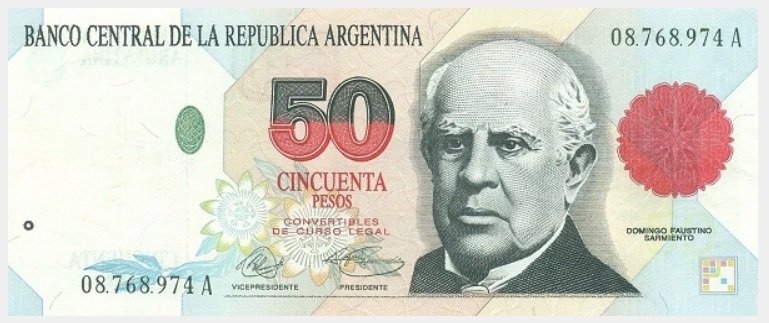 BANCO CENTRAL DE LA REPUBLICA ARGENTINA
08.768.974 A
50
CINCUENTA
PESOS
CONVERTIBLES
DE CURSO LEGAL
DOMINGO FAUSTINO
SARMIENTO
08.768.974 A
VICEPRESIDENTE
PRESIDENTE